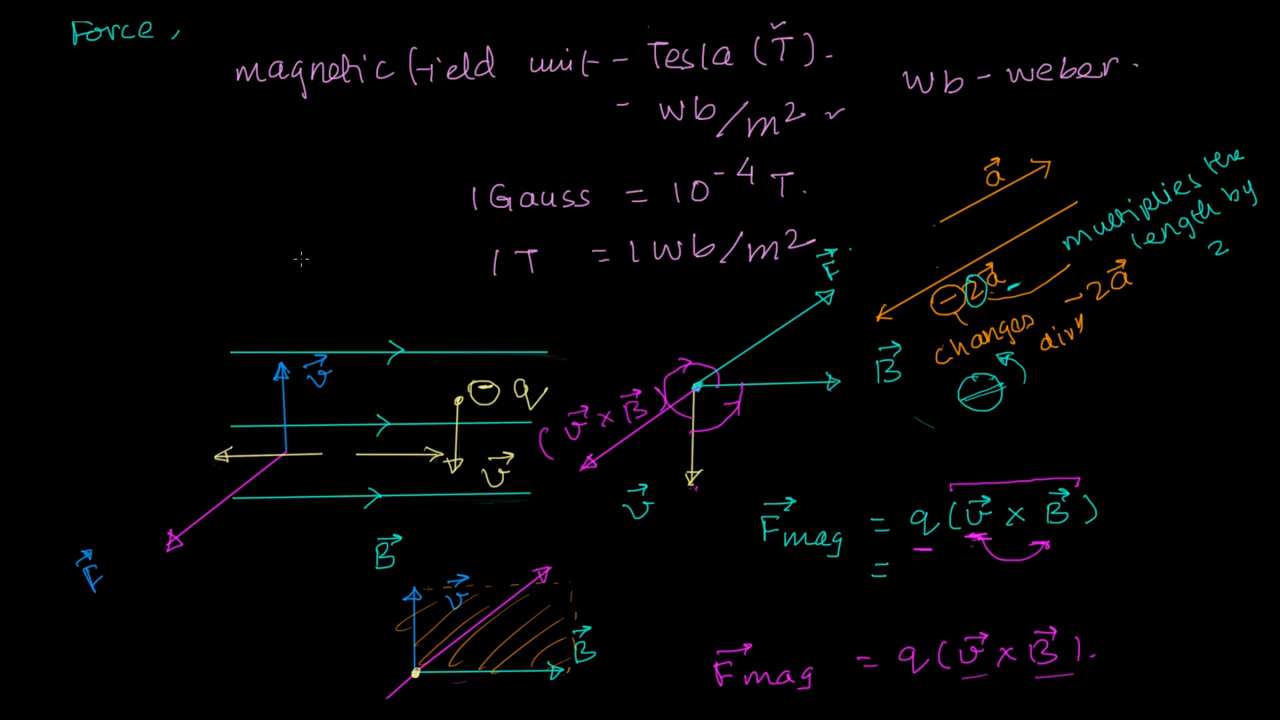 Force,
magnetic field unit - Tesla (T).
- wb/m²
wb - weber.
1 Gauss = 10⁻⁴ T.
1 T = 1 wb/m²
a⃗
multiplies the
length by
2
-2a⃗
-2a⃗
changes
dirⁿ
F⃗
B⃗
(v⃗ × B⃗)
v⃗
v⃗
⊖ q
v⃗
B⃗
F⃗
F⃗mag = q(v⃗ × B⃗)
=
v⃗
B⃗
F⃗mag = q(v⃗ × B⃗).